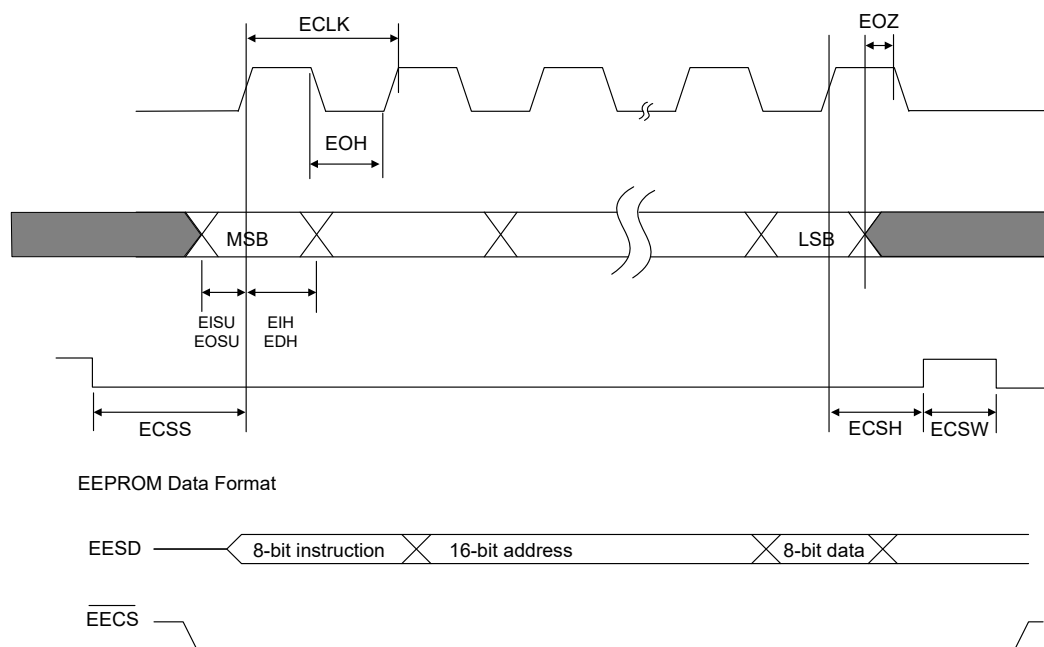 ECLK
EOZ
EOH
MSB
LSB
EISU
EOSU
EIH
EDH
ECSS
ECSH
ECSW
EEPROM Data Format
EESD
8-bit instruction
16-bit address
8-bit data
EECS